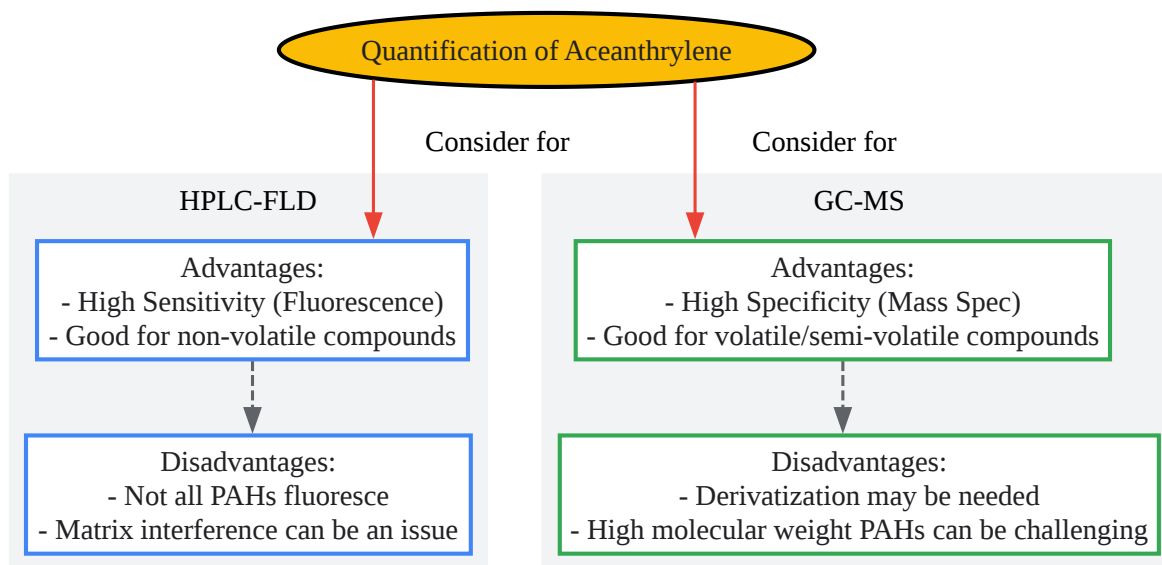 Quantification of Aceanthrylene
Consider for
Consider for
HPLC-FLD
Advantages:
- High Sensitivity (Fluorescence)
- Good for non-volatile compounds
Disadvantages:
- Not all PAHs fluoresce
- Matrix interference can be an issue
GC-MS
Advantages:
- High Specificity (Mass Spec)
- Good for volatile/semi-volatile compounds
Disadvantages:
- Derivatization may be needed
- High molecular weight PAHs can be challenging